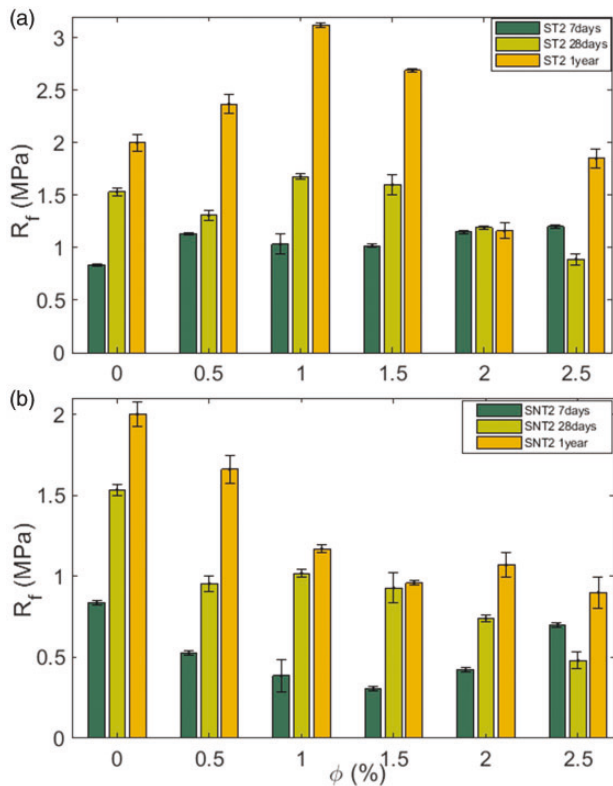 (a)
ST2 7days
ST2 28days
ST2 1year
3
2.5
2
1.5
1
0.5
0
R_f (MPa)
0 0.5 1 1.5 2 2.5
(b)
SNT2 7days
SNT2 28days
SNT2 1year
2
1.5
1
0.5
0
R_f (MPa)
0 0.5 1 1.5 2 2.5
ϕ (%)